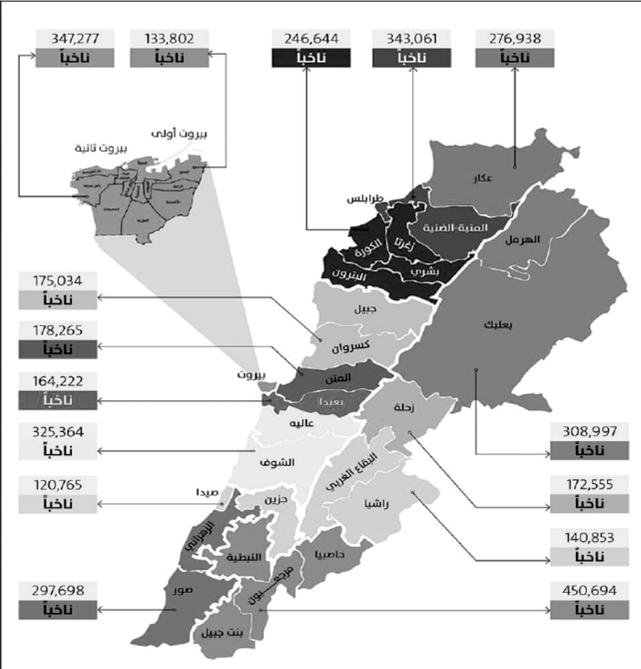 347,277
ناخباً
133,802
ناخباً
246,644
ناخباً
343,061
ناخباً
276,938
ناخباً
بيروت أولى
بيروت ثانية
عكار
طرابلس
المنية-الضنية
زغرتا
الكورة
الهرمل
بشري
البترون
175,034
ناخباً
جبيل
بعلبك
كسروان
178,265
ناخباً
بيروت
المتن
164,222
ناخباً
بعبدا
زحلة
عاليه
325,364
ناخباً
308,997
ناخباً
الشوف
البقاع الغربي
120,765
ناخباً
172,555
ناخباً
صيدا
جزين
راشيا
الزهراني
140,853
ناخباً
النبطية
حاصبيا
مرجعيون
297,698
ناخباً
صور
450,694
ناخباً
بنت جبيل